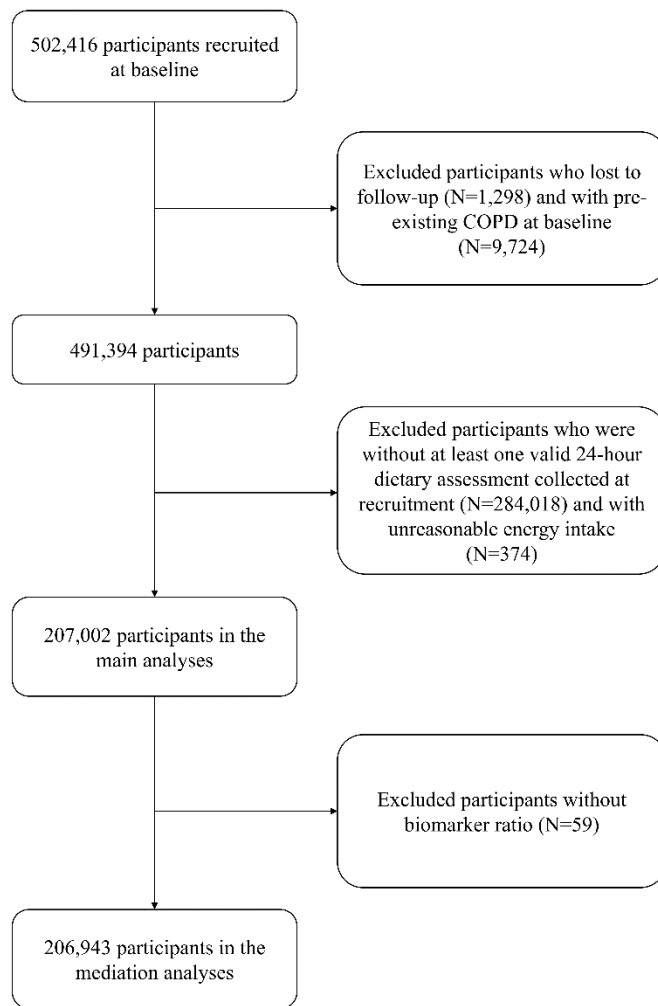 502,416 participants recruited
at baseline
Excluded participants who lost to
follow-up (N=1,298) and with pre-
existing COPD at baseline
(N=9,724)
491,394 participants
Excluded participants who were
without at least one valid 24-hour
dietary assessment collected at
recruitment (N=284,018) and with
unreasonable energy intake
(N=374)
207,002 participants in the
main analyses
Excluded participants without
biomarker ratio (N=59)
206,943 participants in the
mediation analyses